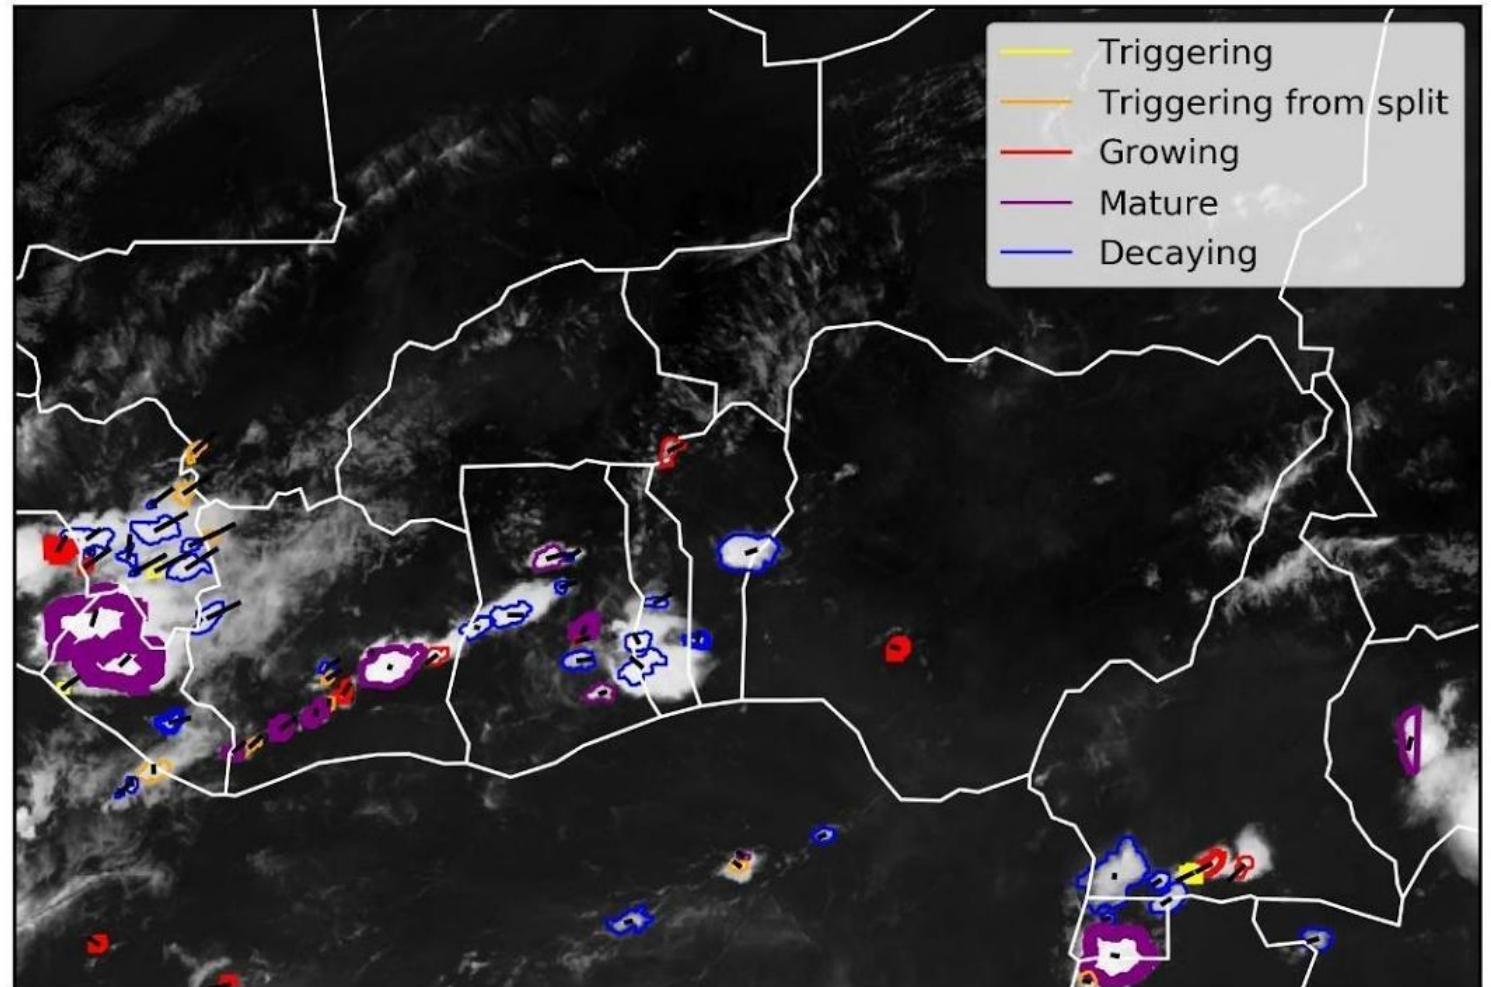 Triggering
Triggering from split
Growing
Mature
Decaying